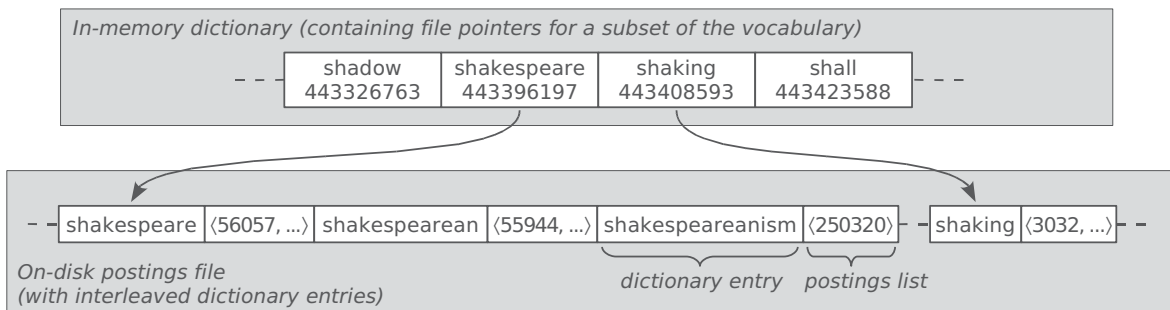 In-memory dictionary (containing file pointers for a subset of the vocabulary)
shadow shakespeare shaking shall
443326763 443396197 443408593 443423588
shakespeare ⟨56057, ...⟩ shakespearean ⟨55944, ...⟩ shakespeareanism ⟨250320⟩ shaking ⟨3032, ...⟩
On-disk postings file
(with interleaved dictionary entries)
dictionary entry postings list